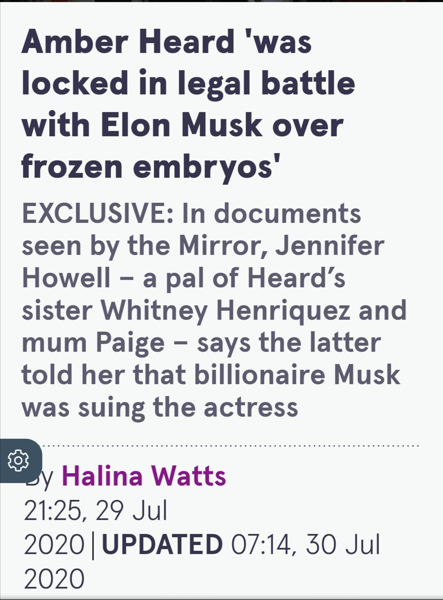 Amber Heard 'was
locked in legal battle
with Elon Musk over
frozen embryos'
EXCLUSIVE: In documents
seen by the Mirror, Jennifer
Howell – a pal of Heard’s
sister Whitney Henriquez and
mum Paige – says the latter
told her that billionaire Musk
was suing the actress
By Halina Watts
21:25, 29 Jul
2020|UPDATED 07:14, 30 Jul
2020